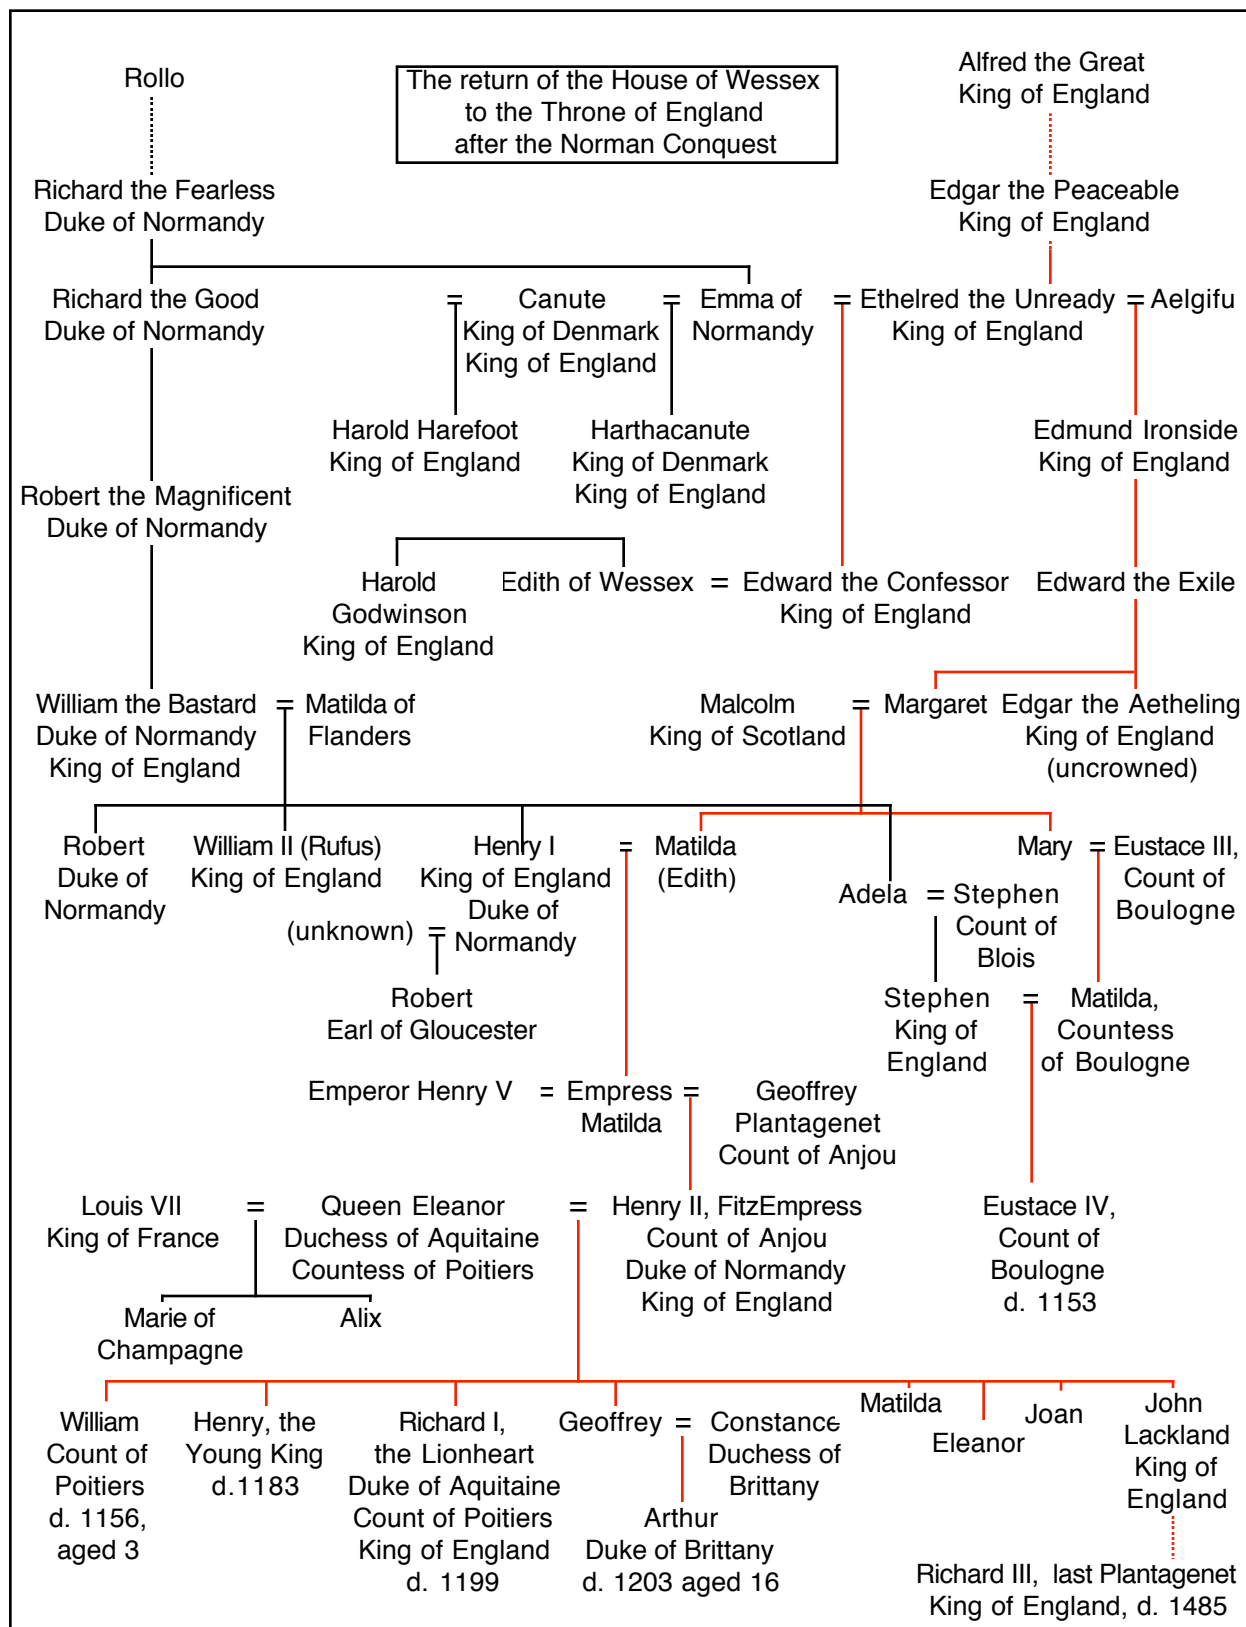 Rollo
The return of the House of Wessex
to the Throne of England
after the Norman Conquest
Alfred the Great
King of England
Richard the Fearless
Duke of Normandy
Edgar the Peaceable
King of England
Richard the Good
Duke of Normandy
=
Canute
King of Denmark
King of England
=
Emma of
Normandy
=
Ethelred the Unready
King of England
=
Aelgifu
Harold Harefoot
King of England
Harthacanute
King of Denmark
King of England
Edmund Ironside
King of England
Robert the Magnificent
Duke of Normandy
Harold
Godwinson
King of England
Edith of Wessex
=
Edward the Confessor
King of England
Edward the Exile
William the Bastard
Duke of Normandy
King of England
=
Matilda of
Flanders
Malcolm
King of Scotland
=
Margaret
Edgar the Aetheling
King of England
(uncrowned)
Robert
Duke of
Normandy
William II (Rufus)
King of England
Henry I
King of England
Duke of
Normandy
=
Matilda
(Edith)
Mary
=
Eustace III,
Count of
Boulogne
Adela
=
Stephen
Count of
Blois
(unknown)
=
Robert
Earl of Gloucester
Stephen
King of
England
=
Matilda,
Countess
of Boulogne
Emperor Henry V
=
Empress
Matilda
=
Geoffrey
Plantagenet
Count of Anjou
Louis VII
King of France
=
Queen Eleanor
Duchess of Aquitaine
Countess of Poitiers
=
Henry II, FitzEmpress
Count of Anjou
Duke of Normandy
King of England
Eustace IV,
Count of
Boulogne
d. 1153
Marie of
Champagne
Alix
William
Count of
Poitiers
d. 1156,
aged 3
Henry, the
Young King
d.1183
Richard I,
the Lionheart
Duke of Aquitaine
Count of Poitiers
King of England
d. 1199
Geoffrey
=
Constance
Duchess of
Brittany
Arthur
Duke of Brittany
d. 1203 aged 16
Matilda
Eleanor
Joan
John
Lackland
King of
England
Richard III, last Plantagenet
King of England, d. 1485